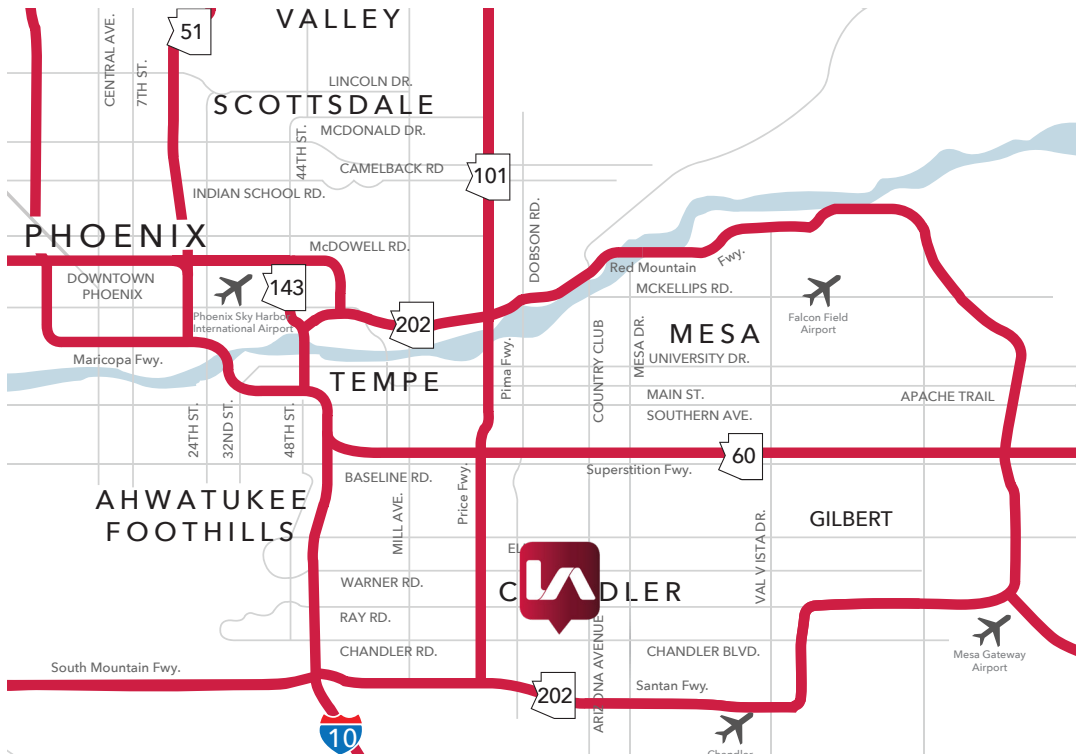 VALLEY
51
CENTRAL AVE.
7TH ST.
LINCOLN DR.
SCOTTSDALE
MCDONALD DR.
44TH ST.
CAMELBACK RD
101
INDIAN SCHOOL RD.
DOBSON RD.
PHOENIX
McDOWELL RD.
Red Mountain
Fwy.
DOWNTOWN
PHOENIX
143
MCKELLIPS RD.
Phoenix Sky Harbo
International Airport
202
Falcon Field
Airport
MESA
Maricopa Fwy.
Pima Fwy.
COUNTRY CLUB
MESA DR.
UNIVERSITY DR.
TEMPE
MAIN ST.
APACHE TRAIL
SOUTHERN AVE.
24TH ST.
32ND ST.
48TH ST.
60
Superstition Fwy.
BASELINE RD.
Price Fwy.
AHWATUKEE
FOOTHILLS
MILL AVE.
VAL VISTA DR.
GILBERT
EL
WARNER RD.
C
LA
DLER
RAY RD.
ARIZONA AVENUE
CHANDLER RD.
CHANDLER BLVD.
Mesa Gateway
Airport
South Mountain Fwy.
202
Santan Fwy.
10